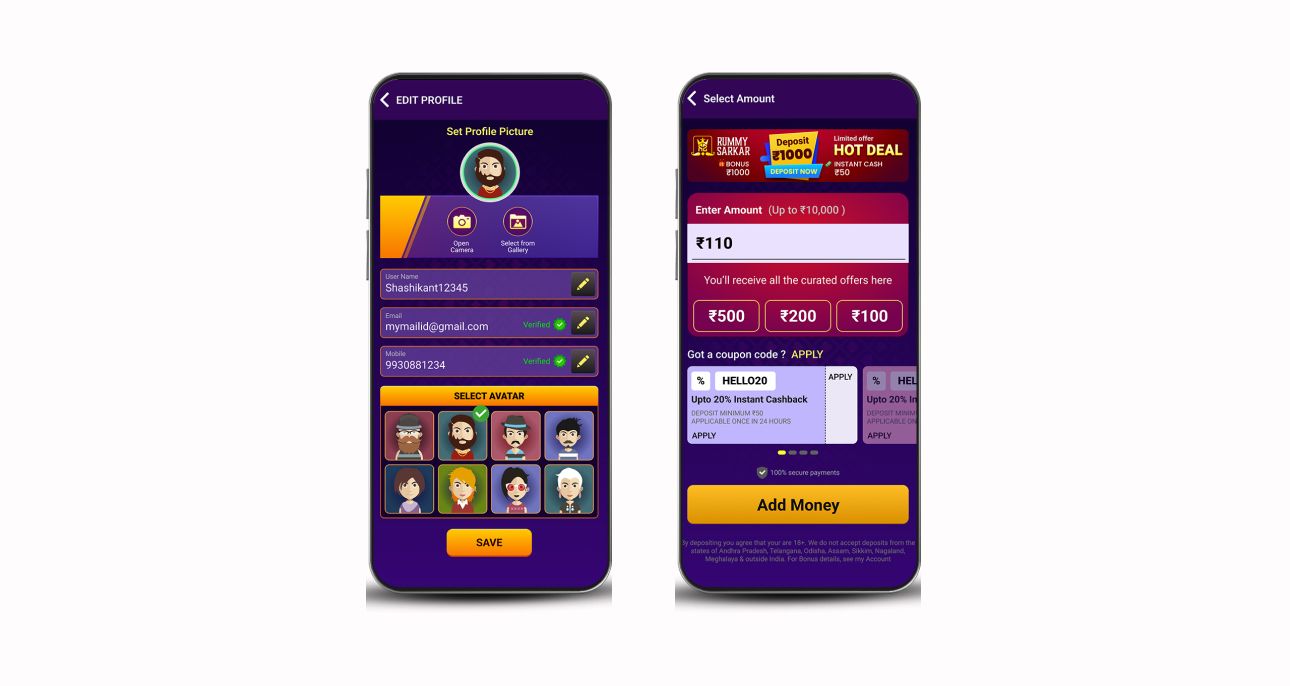 EDIT PROFILE
Set Profile Picture
Open
Camera
Select from
Gallery
User Name
Shashikant12345
Email
mymailid@gmail.com
Verified
Mobile
9930881234
Verified
SELECT AVATAR
SAVE
Select Amount
RUMMY
SARKAR
BONUS
₹1000
Deposit
₹1000
DEPOSIT NOW
Limited offer
HOT DEAL
INSTANT CASH
₹50
Enter Amount (Up to ₹10,000 )
₹110
You'll receive all the curated offers here
₹500
₹200
₹100
Got a coupon code ? APPLY
% HELLO20
Upto 20% Instant Cashback
DEPOSIT MINIMUM ₹50
APPLICABLE ONCE IN 24 HOURS
APPLY
APPLY
% HEL
Upto 20% In
DEPOSIT MINIM
APPLICABLE ON
APPLY
100% secure payments
Add Money
By depositing you agree that your are 18+. We do not accept deposits from the
states of Andhra Pradesh, Telangana, Odisha, Assam, Sikkim, Nagaland,
Meghalaya & outside India. For Bonus details, see my Account